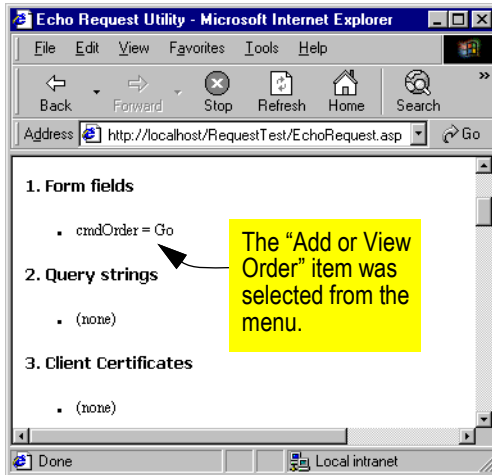 Echo Request Utility - Microsoft Internet Explorer
File Edit View Favorites Tools Help
Back Forward Stop Refresh Home Search »
Address http://localhost/RequestTest/EchoRequest.asp Go
1. Form fields
cmdOrder = Go
The “Add or View
Order” item was
selected from the
menu.
2. Query strings
(none)
3. Client Certificates
(none)
Done Local intranet